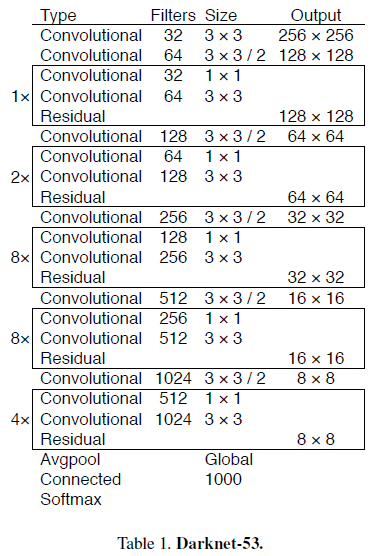 Type Filters Size Output
Convolutional 32 3 × 3 256 × 256
Convolutional 64 3 × 3 / 2 128 × 128
Convolutional 32 1 × 1
1× Convolutional 64 3 × 3
Residual 128 × 128
Convolutional 128 3 × 3 / 2 64 × 64
Convolutional 64 1 × 1
2× Convolutional 128 3 × 3
Residual 64 × 64
Convolutional 256 3 × 3 / 2 32 × 32
Convolutional 128 1 × 1
8× Convolutional 256 3 × 3
Residual 32 × 32
Convolutional 512 3 × 3 / 2 16 × 16
Convolutional 256 1 × 1
8× Convolutional 512 3 × 3
Residual 16 × 16
Convolutional 1024 3 × 3 / 2 8 × 8
Convolutional 512 1 × 1
4× Convolutional 1024 3 × 3
Residual 8 × 8
Avgpool Global
Connected 1000
Softmax
Table 1. Darknet-53.